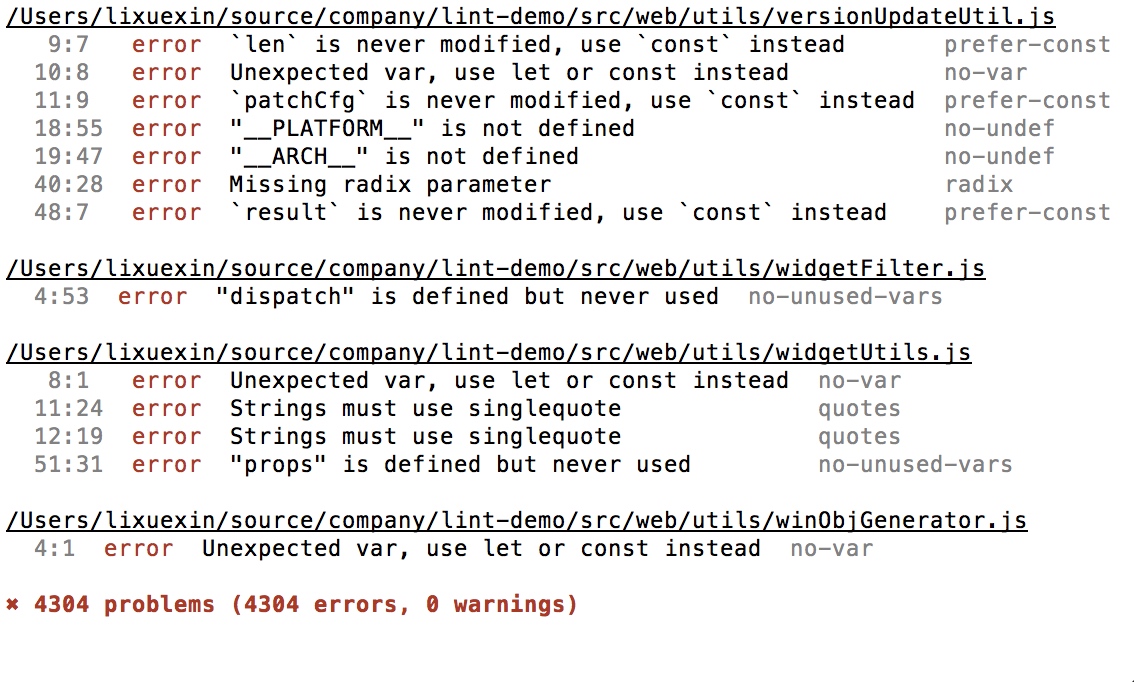 /Users/lixuexin/source/company/lint-demo/src/web/utils/versionUpdateUtil.js
9:7 error `len` is never modified, use `const` instead prefer-const
10:8 error Unexpected var, use let or const instead no-var
11:9 error `patchCfg` is never modified, use `const` instead prefer-const
18:55 error "__PLATFORM__" is not defined no-undef
19:47 error "__ARCH__" is not defined no-undef
40:28 error Missing radix parameter radix
48:7 error `result` is never modified, use `const` instead prefer-const
/Users/lixuexin/source/company/lint-demo/src/web/utils/widgetFilter.js
4:53 error "dispatch" is defined but never used no-unused-vars
/Users/lixuexin/source/company/lint-demo/src/web/utils/widgetUtils.js
8:1 error Unexpected var, use let or const instead no-var
11:24 error Strings must use singlequote quotes
12:19 error Strings must use singlequote quotes
51:31 error "props" is defined but never used no-unused-vars
/Users/lixuexin/source/company/lint-demo/src/web/utils/winObjGenerator.js
4:1 error Unexpected var, use let or const instead no-var
✖ 4304 problems (4304 errors, 0 warnings)